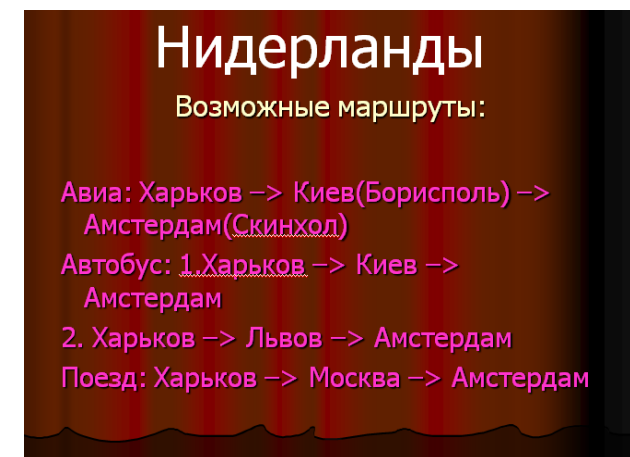 Нидерланды
Возможные маршруты:
Авиа: Харьков –> Киев(Борисполь) –>
Амстердам(Скинхол)
Автобус: 1.Харьков –> Киев –>
Амстердам
2. Харьков –> Львов –> Амстердам
Поезд: Харьков –> Москва –> Амстердам